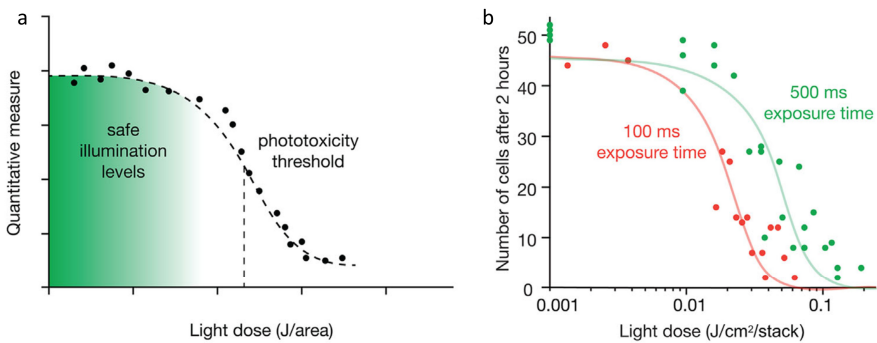 a
Quantitative measure
safe
illumination
levels
phototoxicity
threshold
Light dose (J/area)
b
Number of cells after 2 hours
50
40
30
20
10
0
500 ms
exposure time
100 ms
exposure time
0.001
0.01
0.1
Light dose (J/cm²/stack)